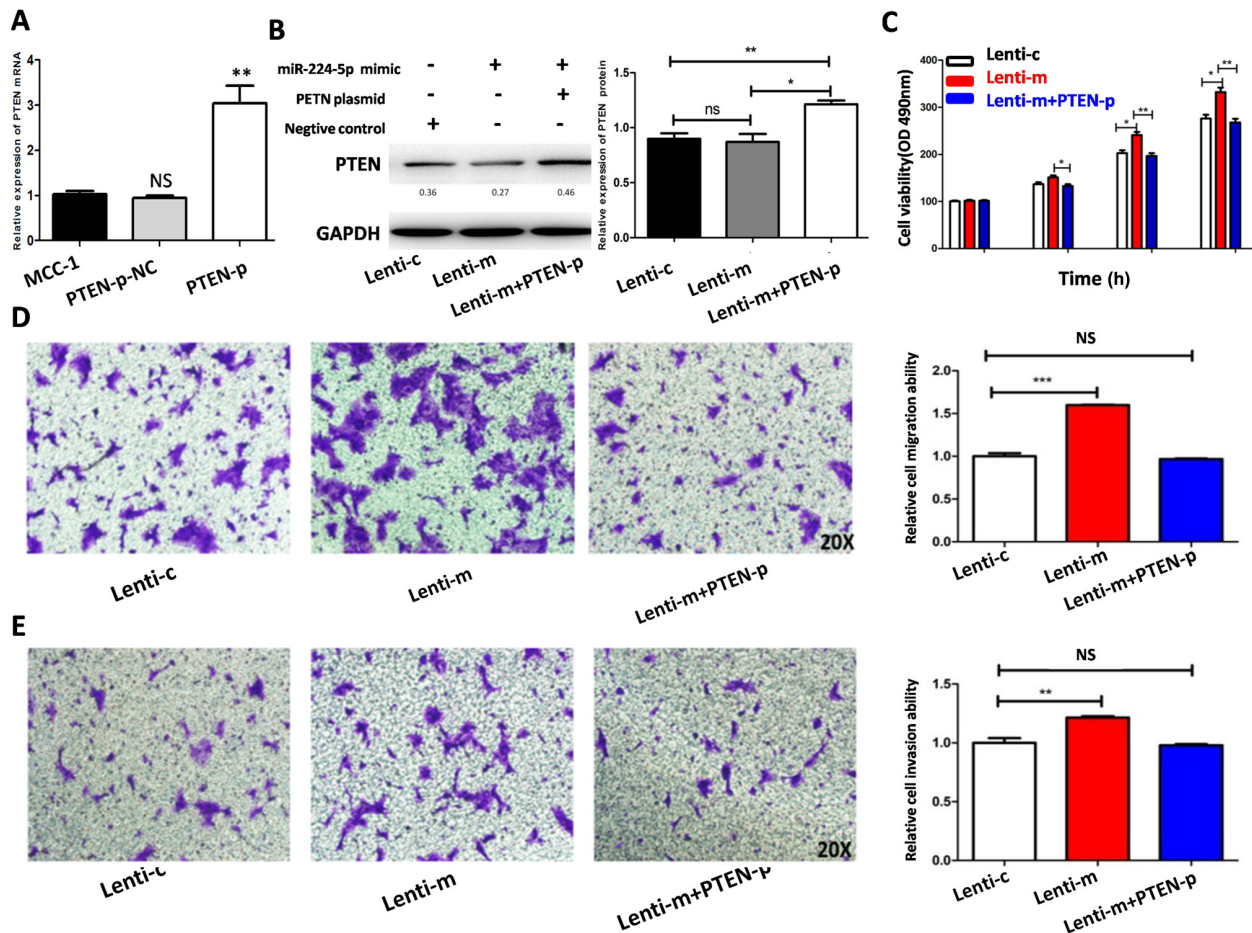 A
Relative expression of PTEN mRNA
4
3
2
1
0
NS
**
MCC-1
PTEN-p-NC
PTEN-p
B
miR-224-5p mimic - + +
PETN plasmid - - +
Negtive control + - -
PTEN
0.36 0.27 0.46
GAPDH
Lenti-c
Lenti-m
Lenti-m+PTEN-p
Relative expression of PTEN protein
1.5
1.0
0.5
0.0
**
*
ns
Lenti-c
Lenti-m
Lenti-m+PTEN-p
C
Cell viability(OD 490nm)
400
300
200
100
0
Lenti-c
Lenti-m
Lenti-m+PTEN-p
*
* **
* **
Time (h)
D
Lenti-c
Lenti-m
20X
Lenti-m+PTEN-p
Relative cell migration ability
2.0
1.5
1.0
0.5
0.0
NS
***
Lenti-c
Lenti-m
Lenti-m+PTEN-p
E
Lenti-c
Lenti-m
20X
Lenti-m+PTEN-p
Relative cell invasion ability
1.5
1.0
0.5
0.0
NS
**
Lenti-c
Lenti-m
Lenti-m+PTEN-p